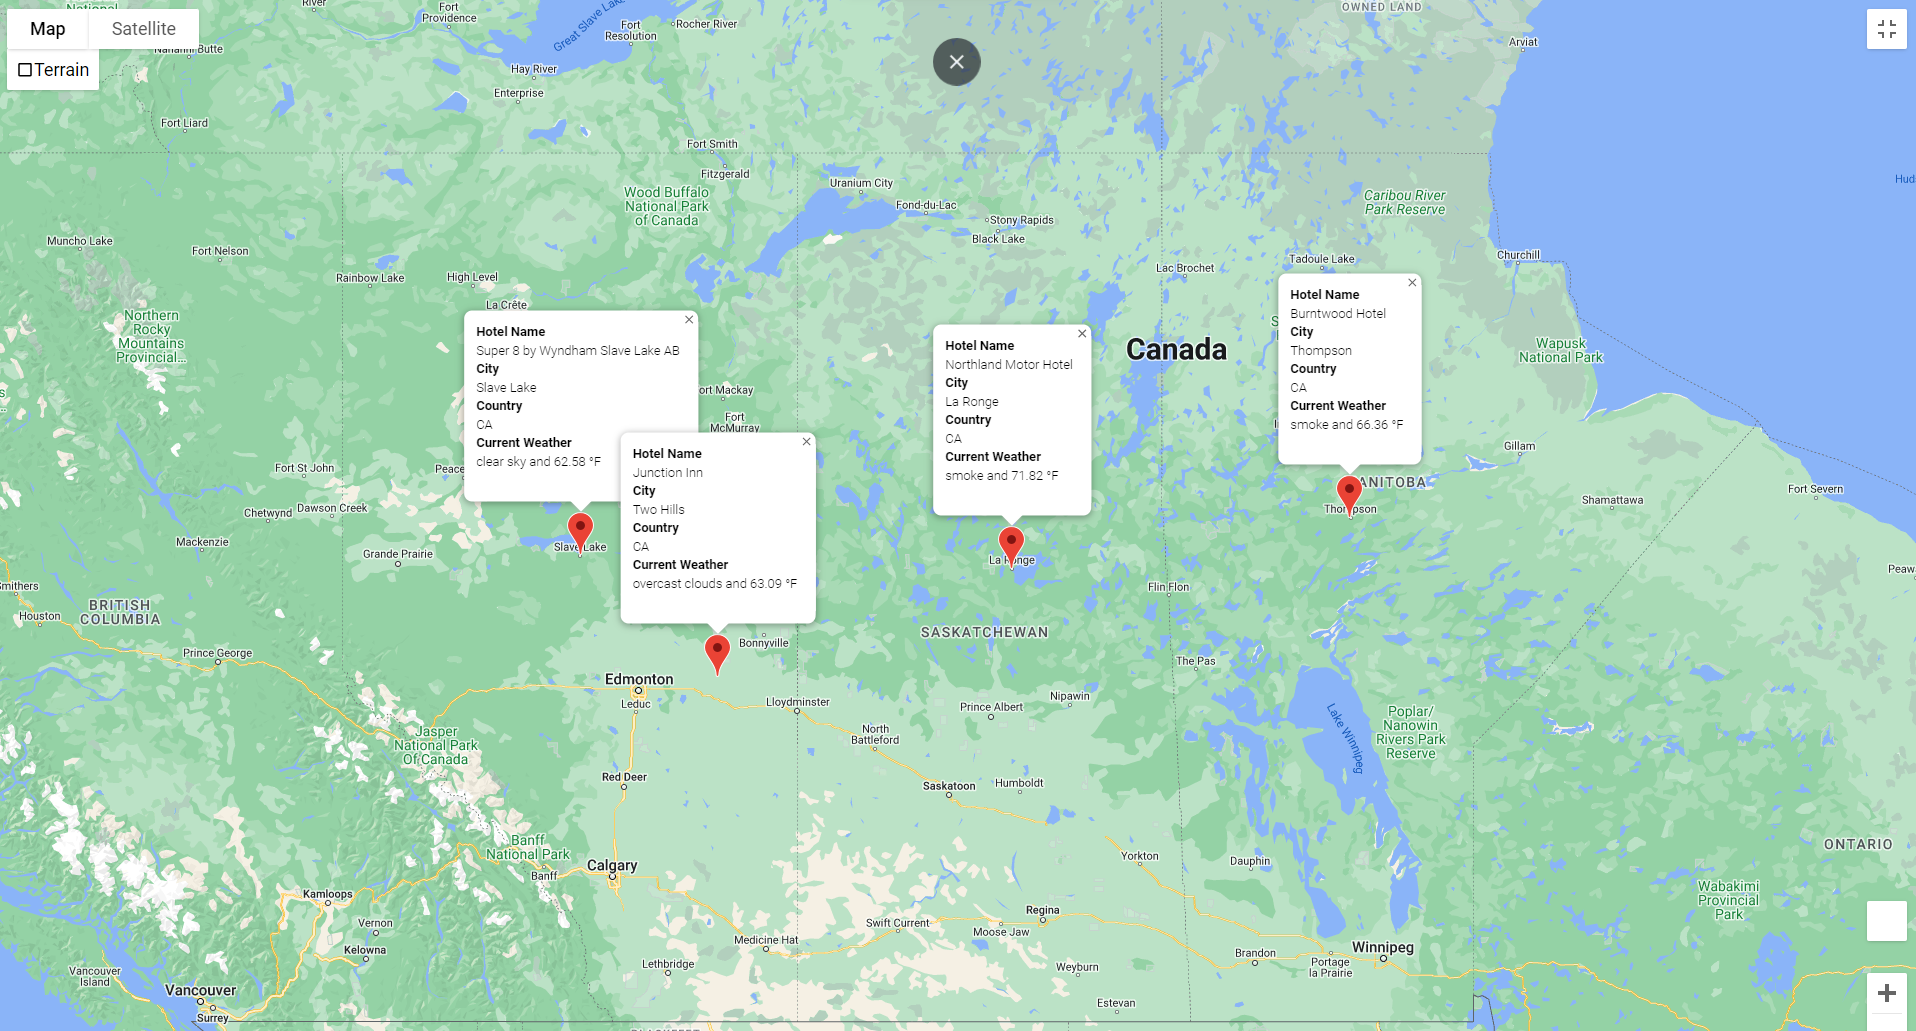 National
River
Fort
Providence
Great Slave Lake
Fort
Resolution
Rocher River
OWNED LAND
Arviat
Map
Satellite
Nahanni Butte
Terrain
Hay River
Enterprise
Fort Liard
Fort Smith
Fitzgerald
Wood Buffalo
National Park
of Canada
Uranium City
Fond-du-Lac
Stony Rapids
Black Lake
Caribou River
Park Reserve
Muncho Lake
Fort Nelson
Rainbow Lake
High Level
La Crête
Lac Brochet
Tadoule Lake
Churchill
Northern
Rocky
Mountains
Provincial...
Canada
Wapusk
National Park
Hotel Name
Super 8 by Wyndham Slave Lake AB
City
Slave Lake
Country
CA
Current Weather
clear sky and 62.58 °F
Hotel Name
Junction Inn
City
Two Hills
Country
CA
Current Weather
overcast clouds and 63.09 °F
Hotel Name
Northland Motor Hotel
City
La Ronge
Country
CA
Current Weather
smoke and 71.82 °F
Hotel Name
Burntwood Hotel
City
Thompson
Country
CA
Current Weather
smoke and 66.36 °F
ort Mackay
Fort
McMurray
Fort St John
Peace
Gillam
MANITOBA
Thompson
Shamattawa
Fort Severn
Chetwynd
Dawson Creek
Mackenzie
Grande Prairie
Slave Lake
La Ronge
Flin Flon
Smithers
Houston
BRITISH
COLUMBIA
Peawa
Prince George
Bonnyville
SASKATCHEWAN
The Pas
Edmonton
Leduc
Lloydminster
Prince Albert
Nipawin
Lake Winnipeg
Poplar/
Nanowin
Rivers Park
Reserve
Jasper
National Park
Of Canada
North
Battleford
Red Deer
Saskatoon
Humboldt
Banff
National Park
Banff
Calgary
Yorkton
Dauphin
ONTARIO
Wabakimi
Provincial
Park
Kamloops
Vernon
Kelowna
Medicine Hat
Swift Current
Regina
Moose Jaw
Lethbridge
Weyburn
Brandon
Portage
la Prairie
Winnipeg
Vancouver
Island
Vancouver
Surrey
Estevan